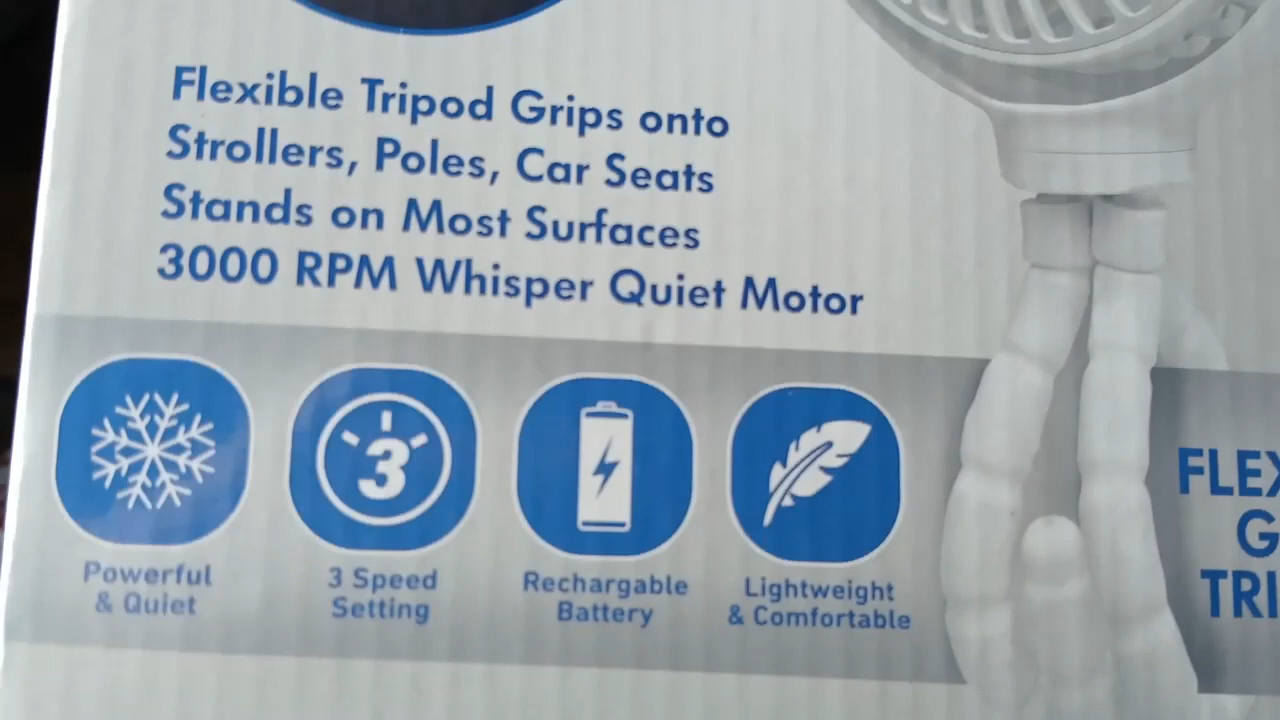 Flexible Tripod Grips onto
Strollers, Poles, Car Seats
Stands on Most Surfaces
3000 RPM Whisper Quiet Motor
3
Powerful
& Quiet
3 Speed
Setting
Rechargable
Battery
Lightweight
& Comfortable